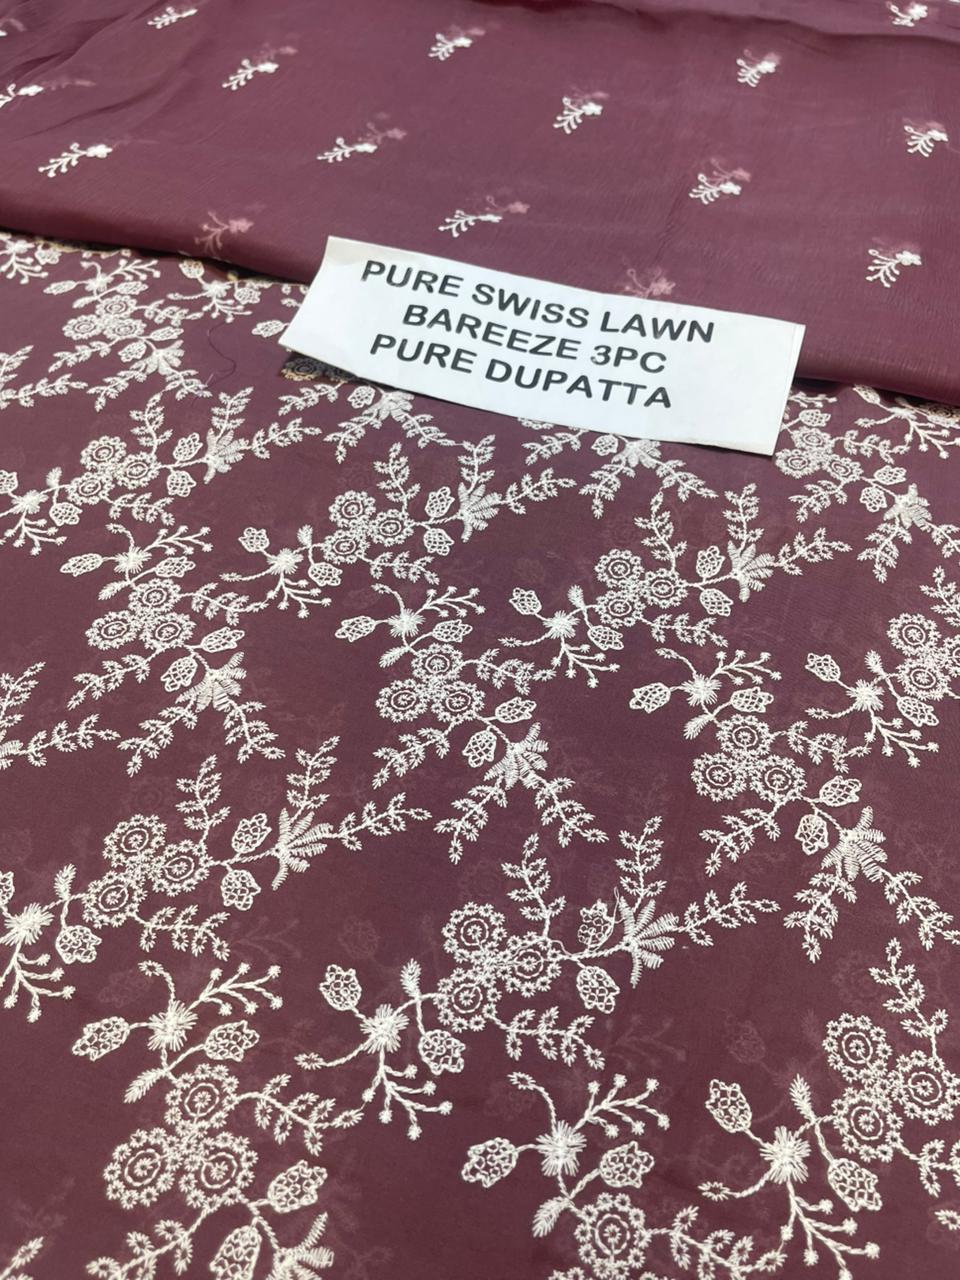 PURE SWISS LAWN
BAREEZE 3PC
PURE DUPATTA